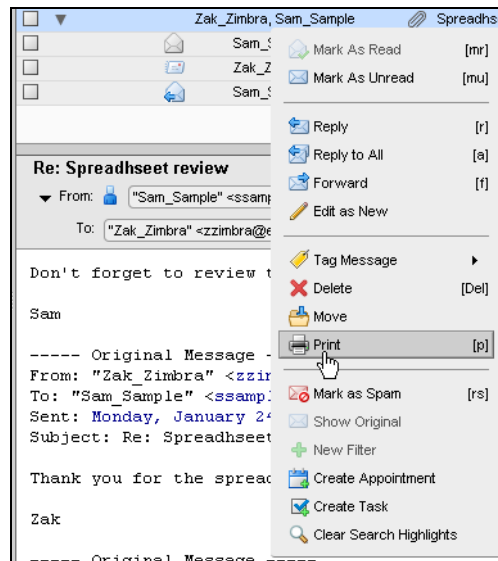 Zak_Zimbra, Sam_Sample Spreadhs
Sam_S
Zak_Z
Sam_S
Mark As Read [mr]
Mark As Unread [mu]
Reply [r]
Reply to All [a]
Forward [f]
Edit as New
Tag Message
Delete [Del]
Move
Print [p]
Mark as Spam [rs]
Show Original
New Filter
Create Appointment
Create Task
Clear Search Highlights
Re: Spreadhseet review
From: "Sam_Sample" <ssamp
To: "Zak_Zimbra" <zzimbra@e
Don't forget to review t
Sam
----- Original Message -
From: "Zak_Zimbra" <zzim
To: "Sam_Sample" <ssampl
Sent: Monday, January 24
Subject: Re: Spreadhseet
Thank you for the spread
Zak
----- Original Message -----